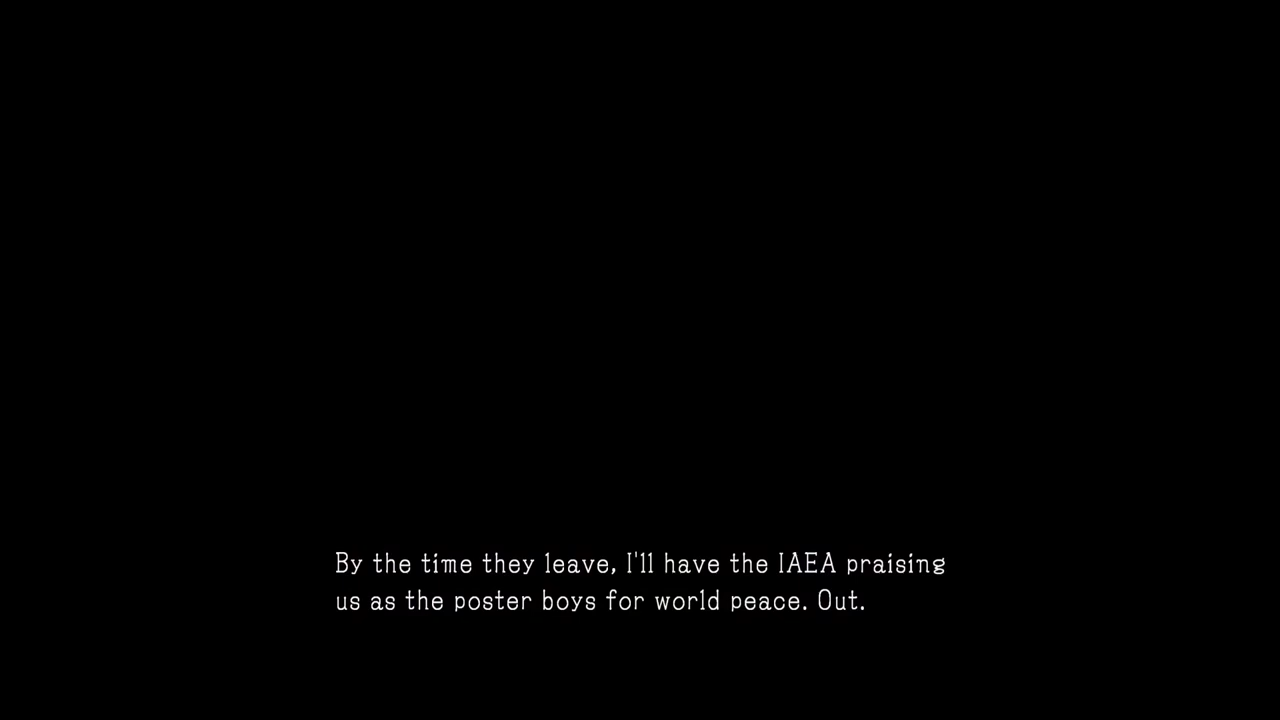 By the time they leave, I'll have the IAEA praising
us as the poster boys for world peace. Out.